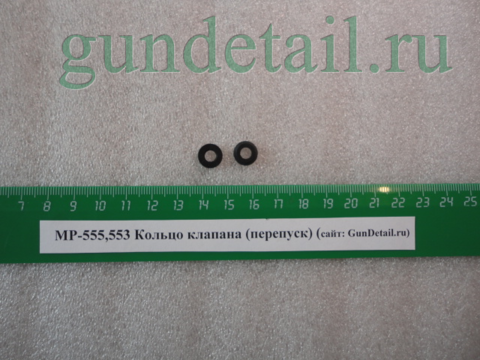 gundetail.ru
7 8 9 10 11 12 13 14 15 16 17 18 19 20 21 22 23 24 25
MP-555,553 Кольцо клапана (перепуск) (сайт: GunDetail.ru)